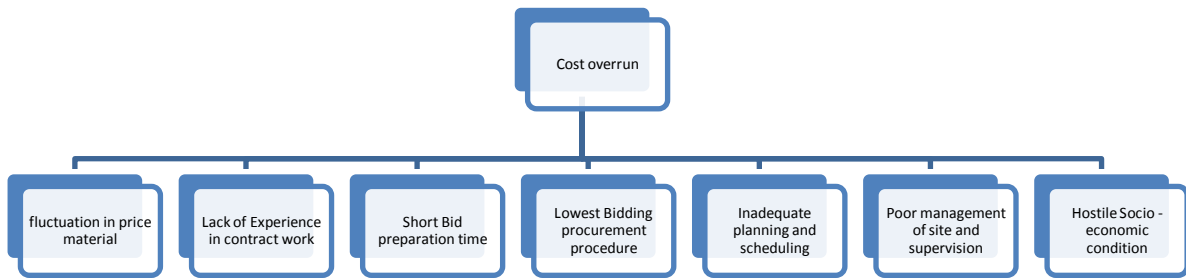 Cost overrun
fluctuation in price
material
Lack of Experience
in contract work
Short Bid
preparation time
Lowest Bidding
procurement
procedure
Inadequate
planning and
scheduling
Poor management
of site and
supervision
Hostile Socio -
economic
condition